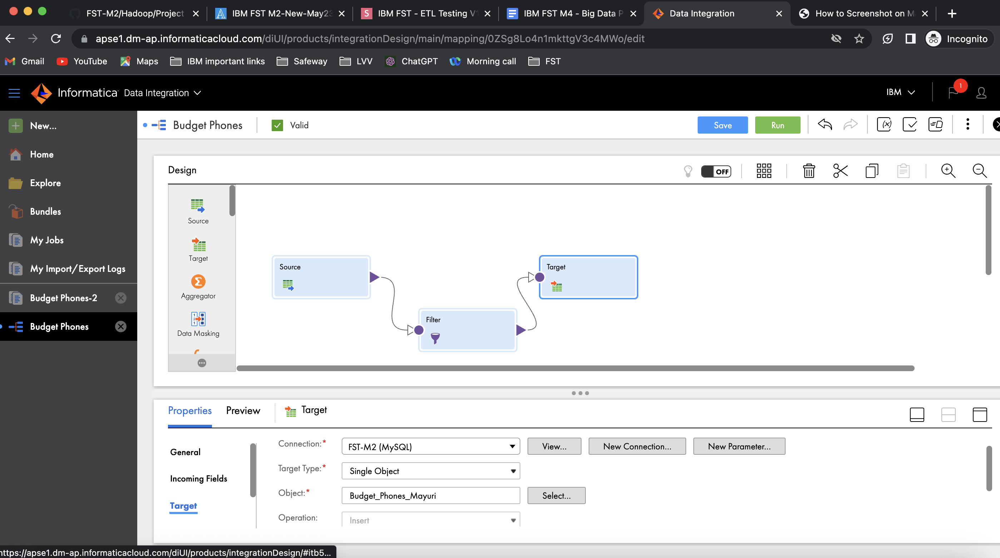 FST-M2/Hadoop/Project
IBM FST M2-New-May23
IBM FST - ETL Testing V1
IBM FST M4 - Big Data P
Data Integration
How to Screenshot on M
apse1.dm-ap.informaticacloud.com/diUI/products/integrationDesign/main/mapping/0ZSg8Lo4n1mkttgV3c4MWo/edit
Incognito
Gmail
YouTube
Maps
IBM important links
Safeway
LVV
ChatGPT
Morning call
FST
Informatica Data Integration
IBM
1
New...
Home
Explore
Bundles
My Jobs
My Import/Export Logs
Budget Phones-2
Budget Phones
Budget Phones
Valid
Save
Run
Design
OFF
Source
Target
Aggregator
Data Masking
Source
Filter
Target
Properties
Preview
Target
General
Incoming Fields
Target
Connection:*
FST-M2 (MySQL)
View...
New Connection...
New Parameter...
Target Type:*
Single Object
Object:*
Budget_Phones_Mayuri
Select...
Operation:
Insert
https://apse1.dm-ap.informaticacloud.com/diUI/products/integrationDesign/#itb5...